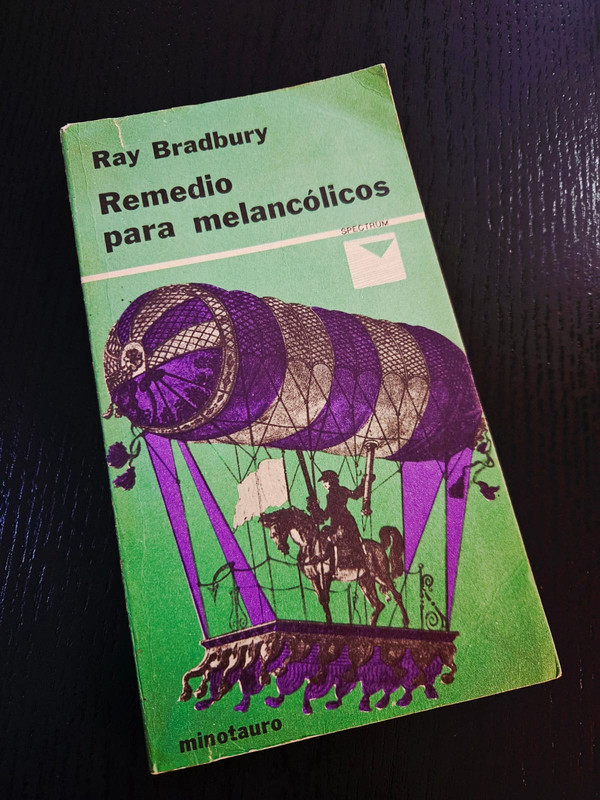 Ray Bradbury
Remedio
para melancólicos
SPECTRUM
minotauro